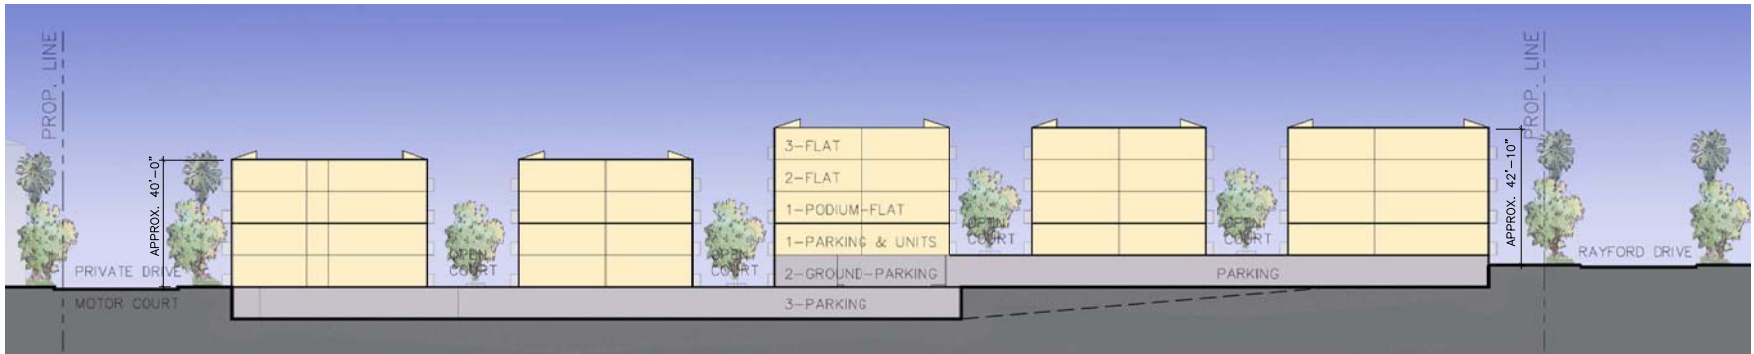 PROP. LINE
APPROX. 40'-0"
PRIVATE DRIVE
MOTOR COURT
OPEN
COURT
OPEN
COURT
3-FLAT
2-FLAT
1-PODIUM-FLAT
1-PARKING & UNITS
2-GROUND-PARKING
3-PARKING
OPEN
COURT
PARKING
OPEN
COURT
PROP. LINE
APPROX. 42'-10"
RAYFORD DRIVE